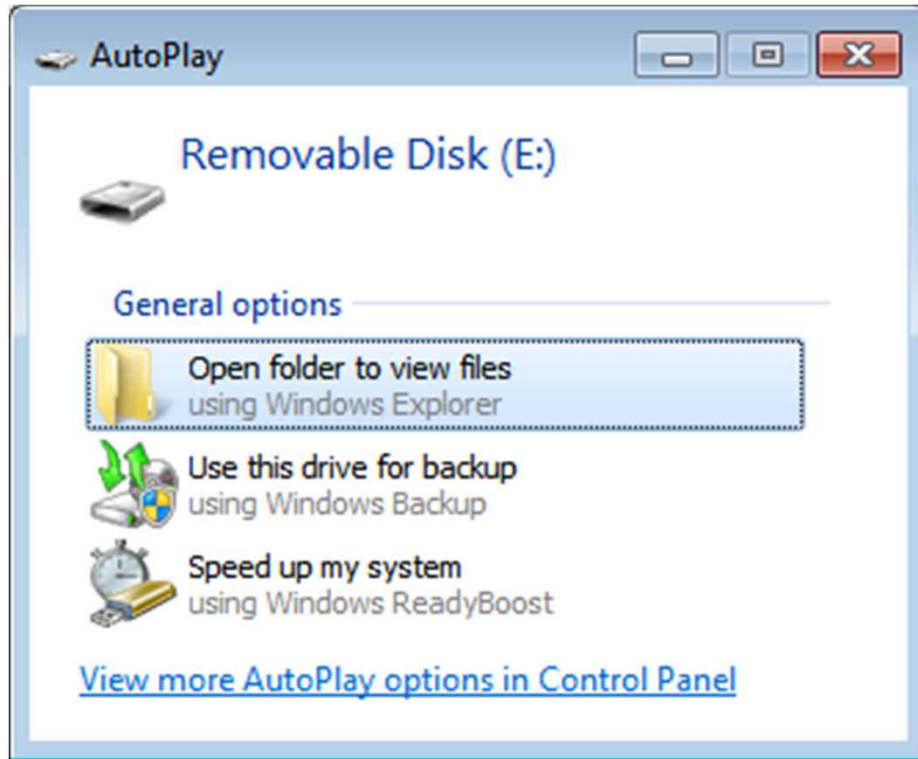 AutoPlay
Removable Disk (E:)
General options
Open folder to view files
using Windows Explorer
Use this drive for backup
using Windows Backup
Speed up my system
using Windows ReadyBoost
View more AutoPlay options in Control Panel